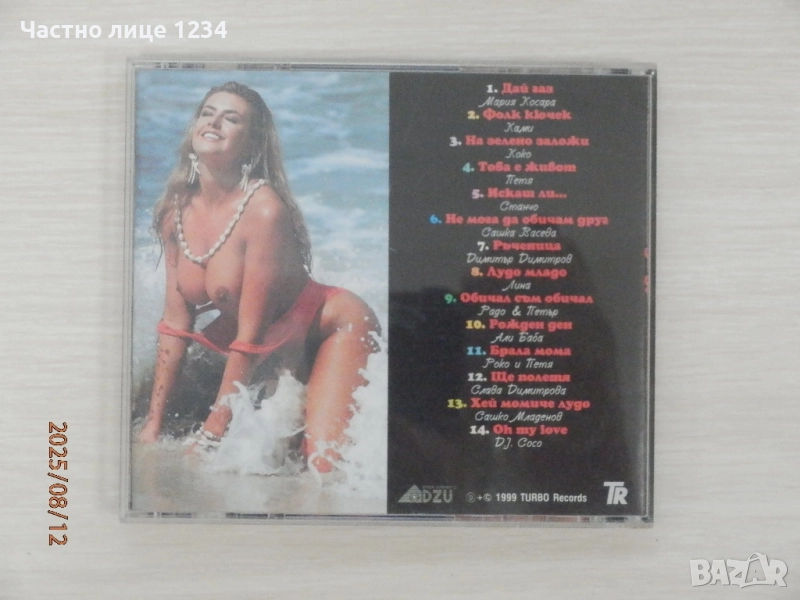 Частно лице 1234
1. Дай газ
Мария Косара
2. Фолк кючек
Хами
3. На зелено заложи
Коко
4. Това е живот
Петя
5. Искаш ли...
Станчо
6. Не мога да обичам друг
Сашка Васева
7. Ръченица
Димитър Димитров
8. Лудо младо
Лина
9. Обичал съм обичал
Радо & Петър
10. Рожден ден
Али Баба
11. Брала мома
Роко и Петя
12. Ще полетя
Слава Димитрова
13. Хей момиче лудо
Сашко Младенов
14. Oh my love
DJ. Coco
DZU
℗+© 1999 TURBO Records
TR
2025/08/12
BAZAR